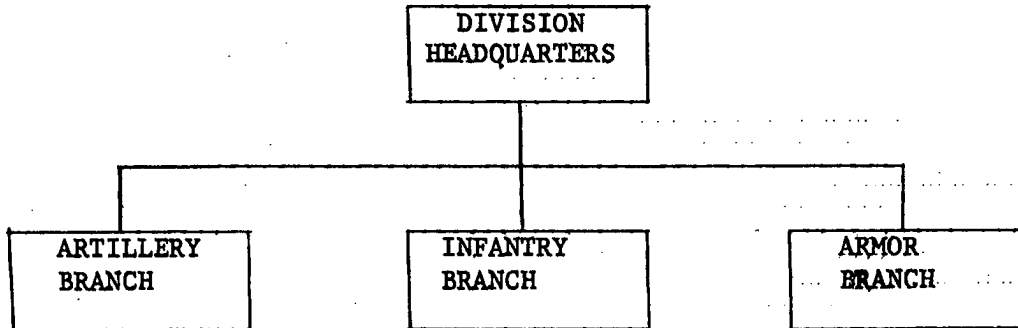 DIVISION
HEADQUARTERS
ARTILLERY
BRANCH
INFANTRY
BRANCH
ARMOR
BRANCH